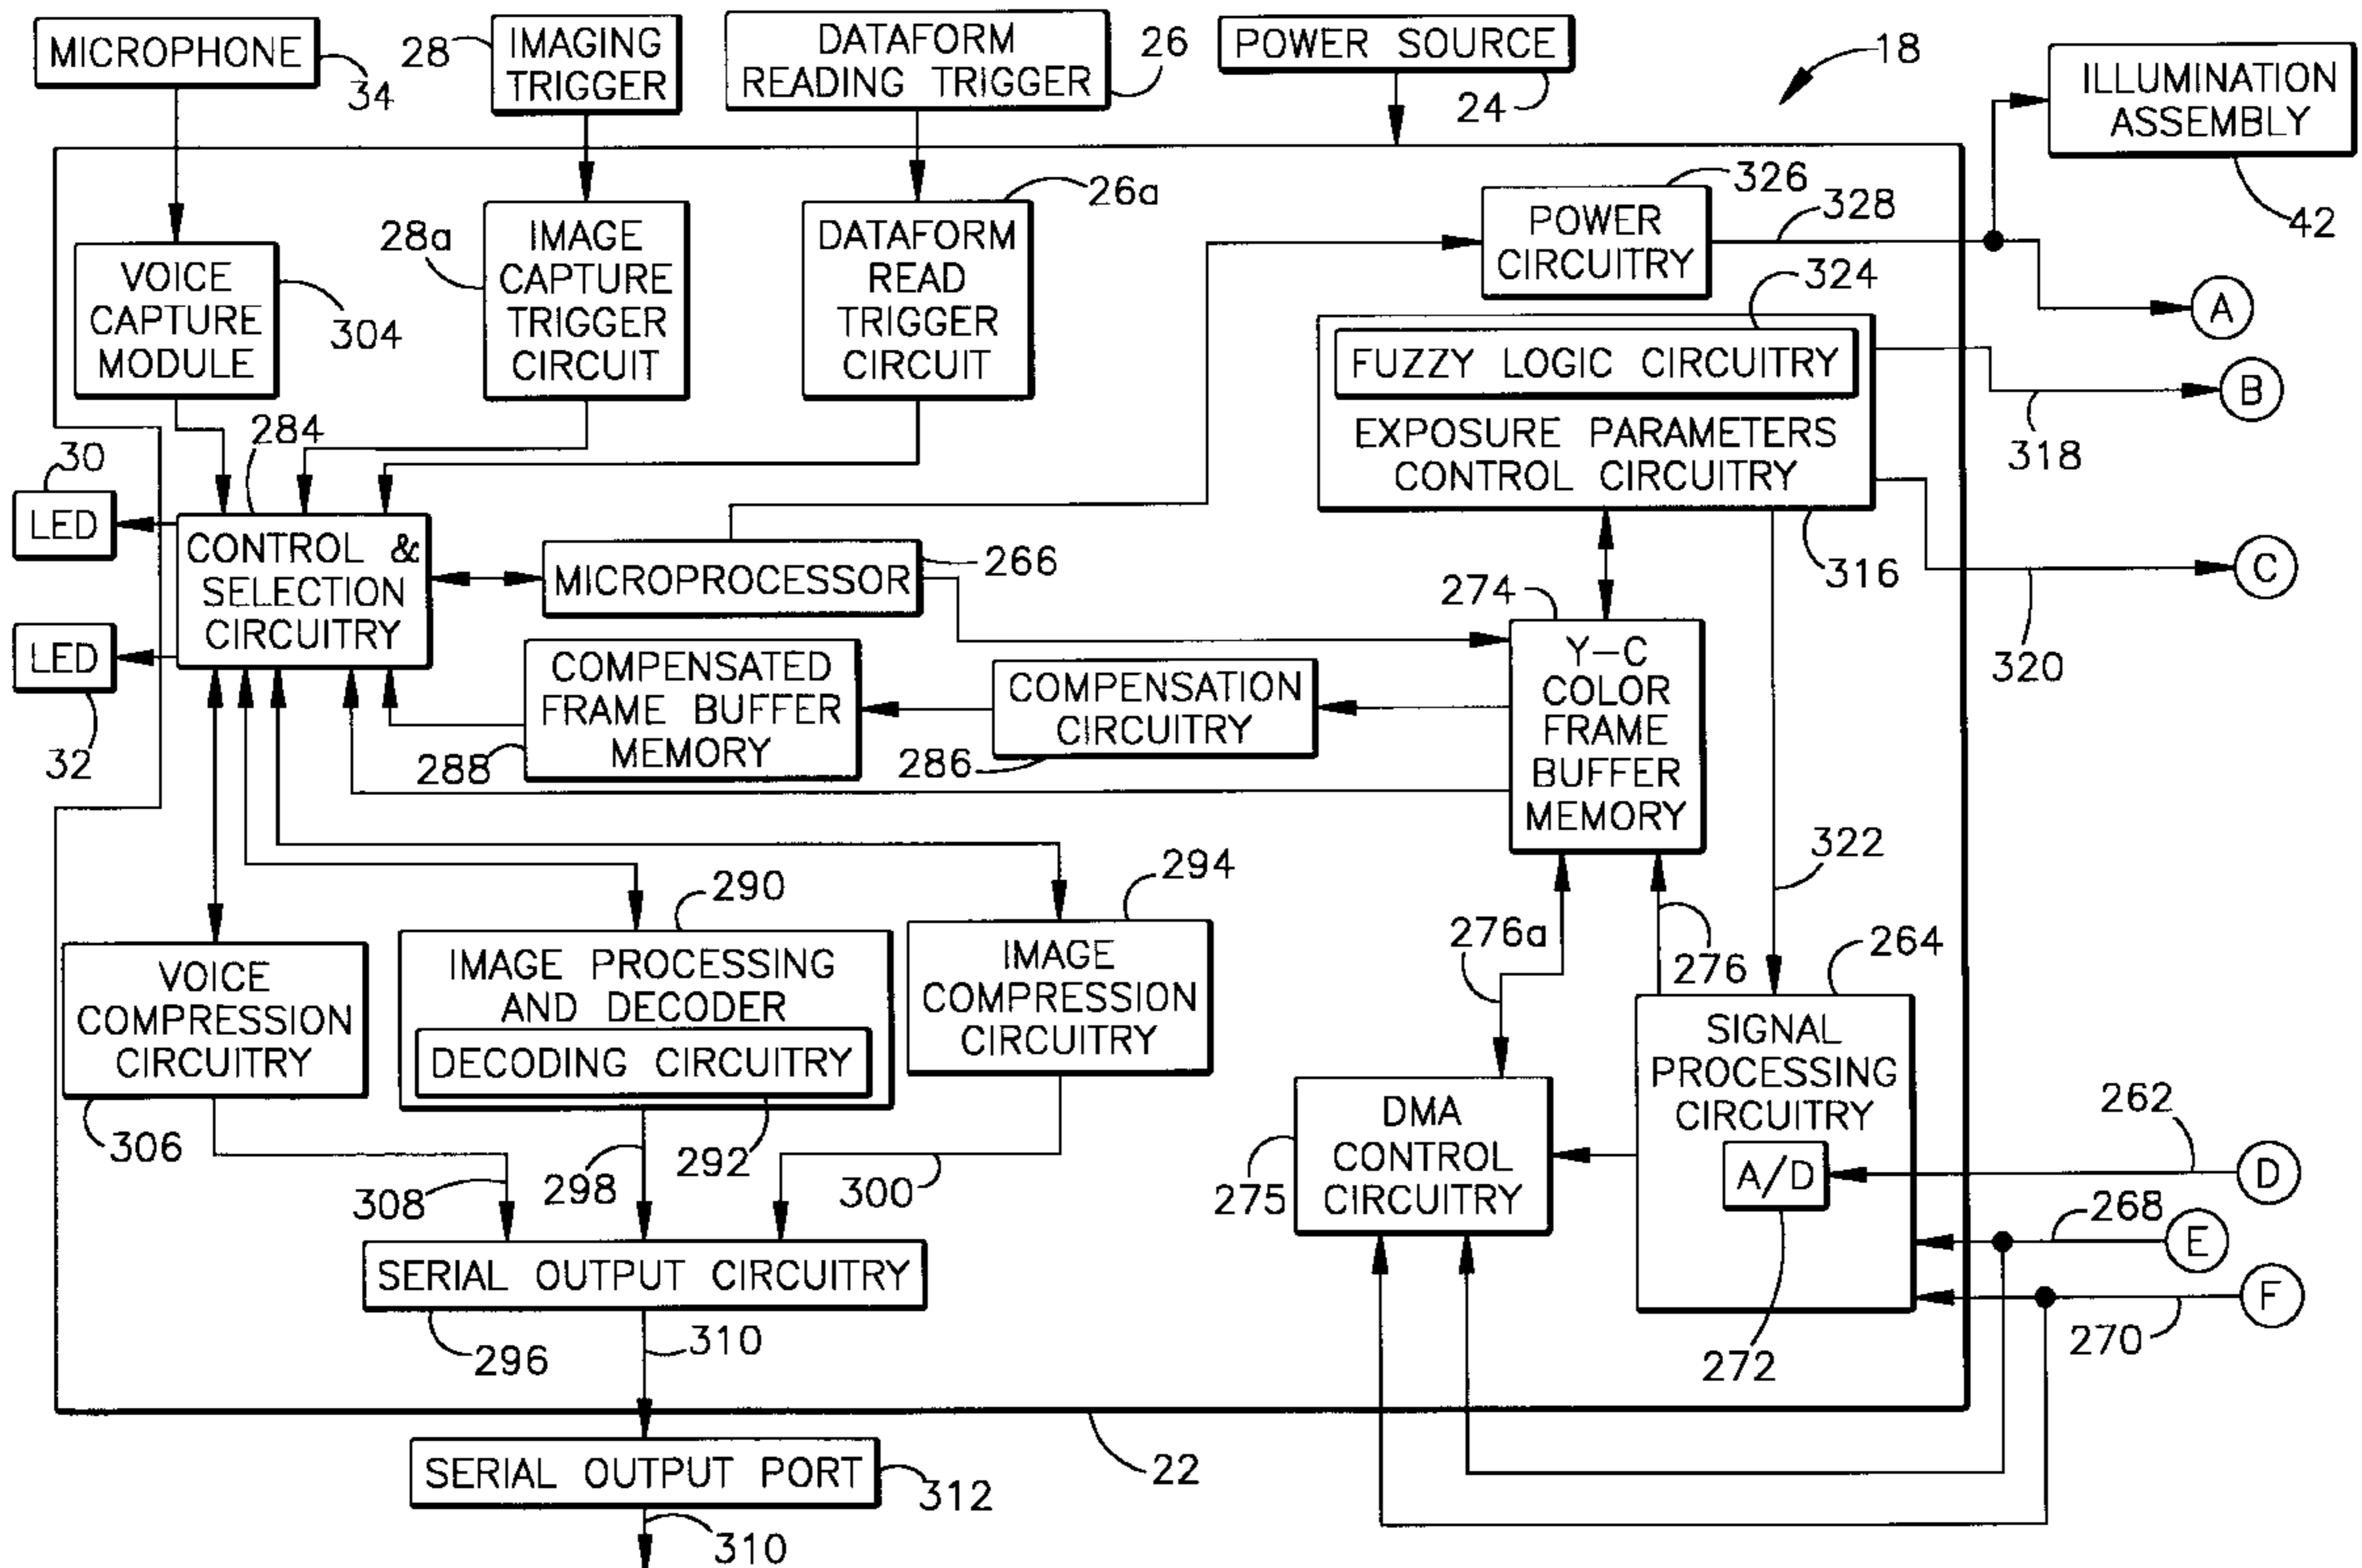 MICROPHONE
34
28
IMAGING
TRIGGER
DATAFORM
READING TRIGGER
26
POWER SOURCE
24
18
ILLUMINATION
ASSEMBLY
42
VOICE
CAPTURE
MODULE
304
28a
IMAGE
CAPTURE
TRIGGER
CIRCUIT
26a
DATAFORM
READ
TRIGGER
CIRCUIT
326
POWER
CIRCUITRY
328
324
A
FUZZY LOGIC CIRCUITRY
EXPOSURE PARAMETERS
CONTROL CIRCUITRY
316
B
318
C
320
30
LED
284
CONTROL &
SELECTION
CIRCUITRY
LED
32
MICROPROCESSOR
266
COMPENSATED
FRAME BUFFER
MEMORY
288
COMPENSATION
CIRCUITRY
286
274
Y-C
COLOR
FRAME
BUFFER
MEMORY
322
290
294
276a
276
264
VOICE
COMPRESSION
CIRCUITRY
306
IMAGE PROCESSING
AND DECODER
DECODING CIRCUITRY
292
IMAGE
COMPRESSION
CIRCUITRY
SIGNAL
PROCESSING
CIRCUITRY
A/D
272
DMA
CONTROL
CIRCUITRY
275
262
D
268
E
F
270
308
298
300
SERIAL OUTPUT CIRCUITRY
296
310
SERIAL OUTPUT PORT
312
22
310